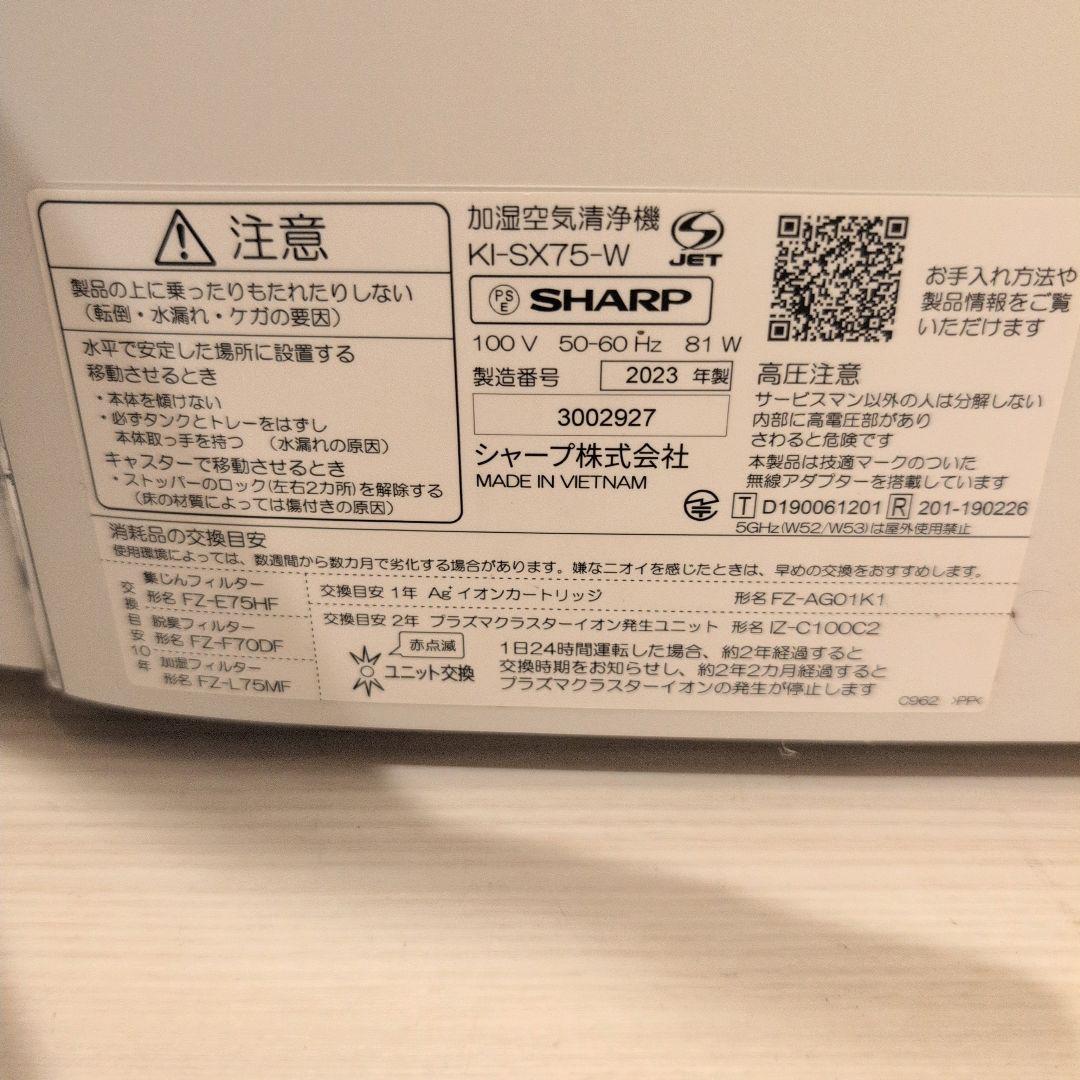 注意
製品の上に乗ったりもたれたりしない
（転倒・水漏れ・ケガの要因）
水平で安定した場所に設置する
移動させるとき
・本体を傾けない
・必ずタンクとトレーをはずし
本体取っ手を持つ （水漏れの原因）
キャスターで移動させるとき
・ストッパーのロック(左右2カ所)を解除する
（床の材質によっては傷付きの原因）
加湿空気清浄機
KI-SX75-W
JET
PSE SHARP
100 V 50-60 Hz 81 W
製造番号 2023 年製
3002927
シャープ株式会社
MADE IN VIETNAM
お手入れ方法や
製品情報をご覧
いただけます
高圧注意
サービスマン以外の人は分解しない
内部に高電圧部があり
さわると危険です
本製品は技適マークのついた
無線アダプターを搭載しています
T D190061201 R 201-190226
5GHz(W52/W53)は屋外使用禁止
消耗品の交換目安
使用環境によっては、数週間から数カ月で劣化する場合があります。嫌なニオイを感じたときは、早めの交換をおすすめします。
交換目安10年
集じんフィルター
形名 FZ-E75HF
脱臭フィルター
形名 FZ-F70DF
加湿フィルター
形名 FZ-L75MF
交換目安 1年 Ag⁺イオンカートリッジ 形名 FZ-AG01K1
交換目安 2年 プラズマクラスターイオン発生ユニット 形名 IZ-C100C2
赤点滅
ユニット交換
1日24時間運転した場合、約2年経過すると
交換時期をお知らせし、約2年2カ月経過すると
プラズマクラスターイオンの発生が停止します
C962 >PP<